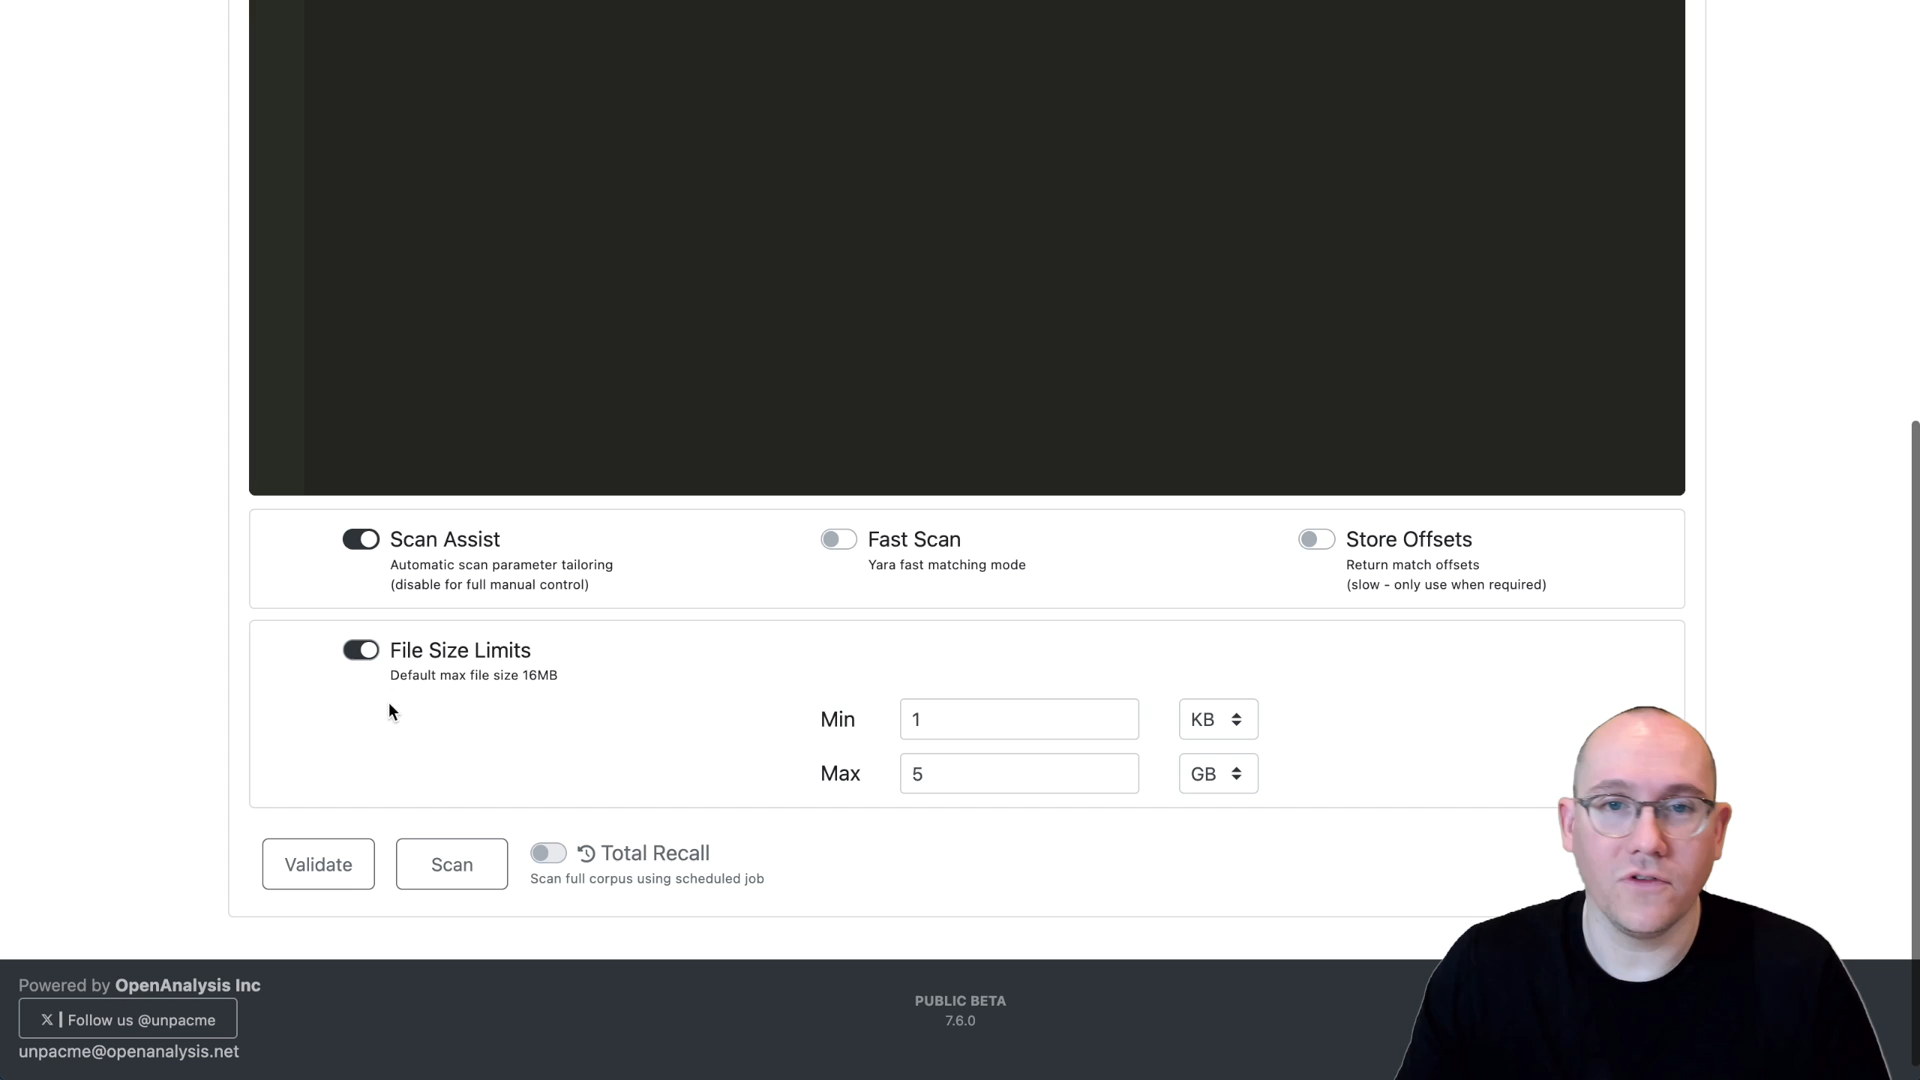 Scan Assist
Automatic scan parameter tailoring
(disable for full manual control)
Fast Scan
Yara fast matching mode
Store Offsets
Return match offsets
(slow - only use when required)
File Size Limits
Default max file size 16MB
Min 1 KB
Max 5 GB
Validate
Scan
Total Recall
Scan full corpus using scheduled job
Powered by OpenAnalysis Inc
X | Follow us @unpacme
unpacme@openanalysis.net
PUBLIC BETA
7.6.0